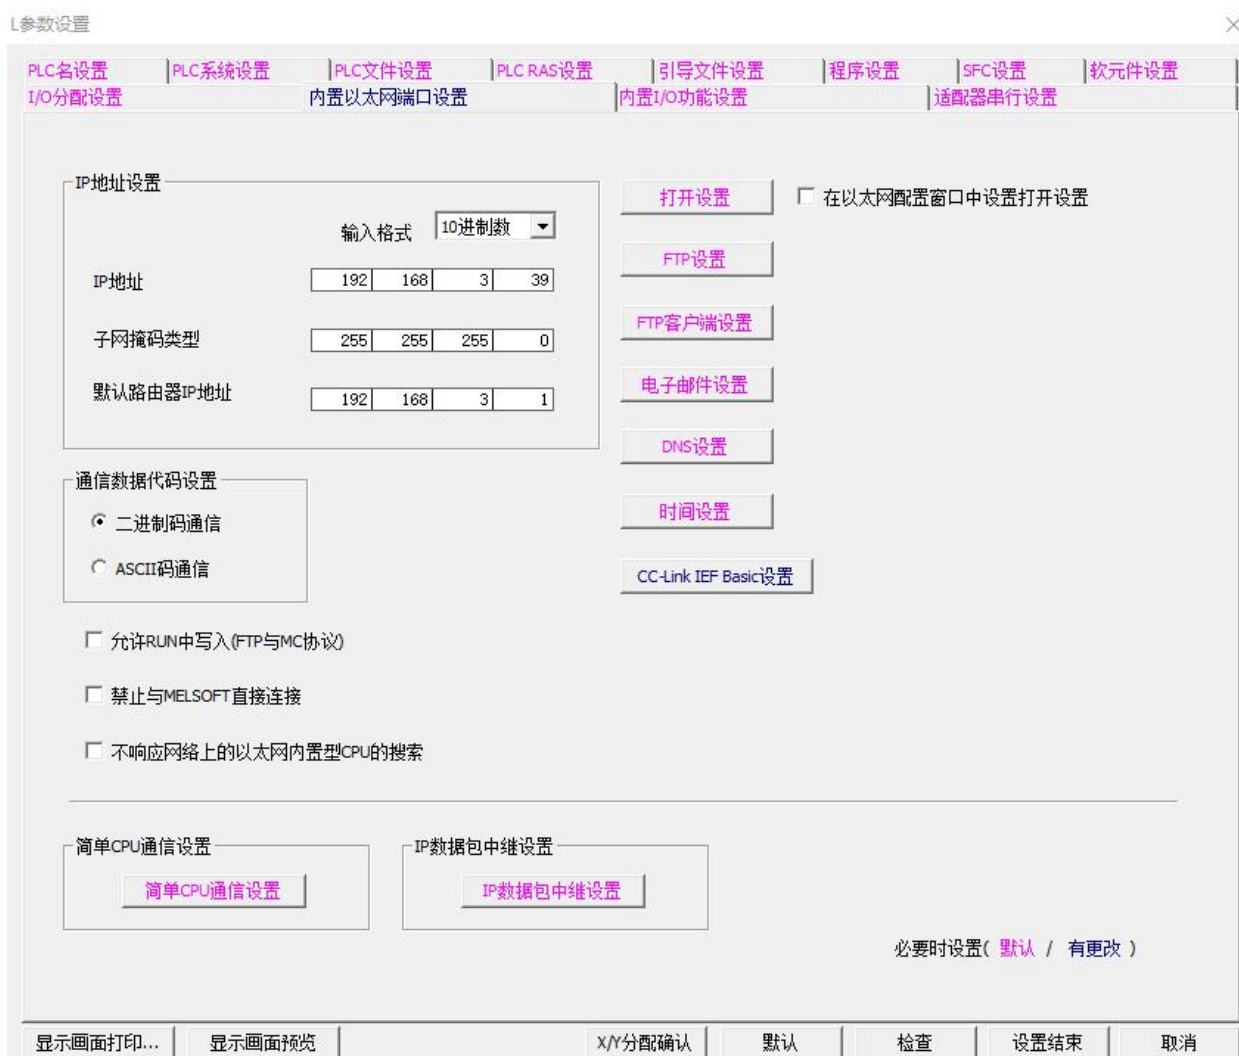 L参数设置
PLC名设置 PLC系统设置 PLC文件设置 PLC RAS设置 引导文件设置 程序设置 SFC设置 软元件设置
I/O分配设置 内置以太网端口设置 内置I/O功能设置 适配器串行设置
IP地址设置
输入格式 10进制数
IP地址 192 168 3 39
子网掩码类型 255 255 255 0
默认路由器IP地址 192 168 3 1
打开设置 在以太网配置窗口中设置打开设置
FTP设置
FTP客户端设置
电子邮件设置
DNS设置
时间设置
CC-Link IEF Basic设置
通信数据代码设置
二进制码通信
ASCII码通信
允许RUN中写入(FTP与MC协议)
禁止与MELSOFT直接连接
不响应网络上的以太网内置型CPU的搜索
简单CPU通信设置
简单CPU通信设置
IP数据包中继设置
IP数据包中继设置
必要时设置( 默认 / 有更改 )
显示画面打印... 显示画面预览 X/Y分配确认 默认 检查 设置结束 取消